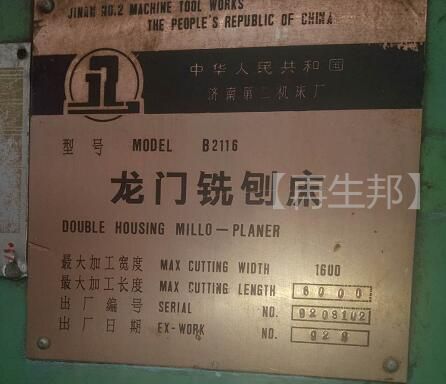 JINAN NO.2 MACHINE TOOL WORKS
THE PEOPLE'S REPUBLIC OF CHINA
中华人民共和国
济南第二机床厂
型号 MODEL B2116
龙门铣刨床
【再生邦】
DOUBLE HOUSING MILLO—PLANER
最大加工宽度 MAX CUTTING WIDTH 1600
最大加工长度 MAX CUTTING LENGTH 6000
出厂编号 SERIAL NO. 9208102
出厂日期 EX-WORK NO. 928